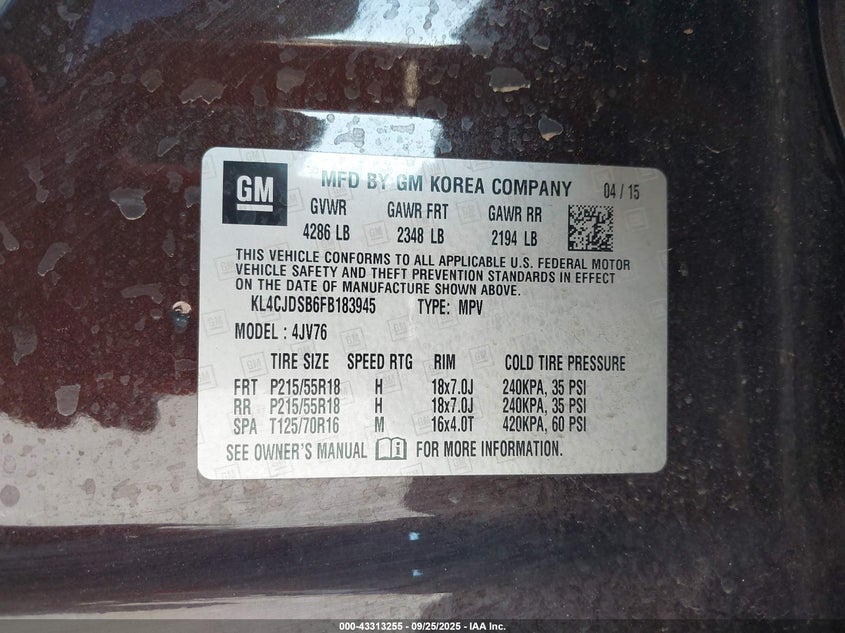 GM MFD BY GM KOREA COMPANY 04 / 15
GVWR GAWR FRT GAWR RR
4286 LB 2348 LB 2194 LB
THIS VEHICLE CONFORMS TO ALL APPLICABLE U.S. FEDERAL MOTOR
VEHICLE SAFETY AND THEFT PREVENTION STANDARDS IN EFFECT
ON THE DATE OF MANUFACTURE SHOWN ABOVE.
KL4CJDSB6FB183945 TYPE: MPV
MODEL : 4JV76
TIRE SIZE SPEED RTG RIM COLD TIRE PRESSURE
FRT P215/55R18 H 18x7.0J 240KPA, 35 PSI
RR P215/55R18 H 18x7.0J 240KPA, 35 PSI
SPA T125/70R16 M 16x4.0T 420KPA, 60 PSI
SEE OWNER'S MANUAL FOR MORE INFORMATION.
000-43313255 - 09/25/2025 - IAA Inc.